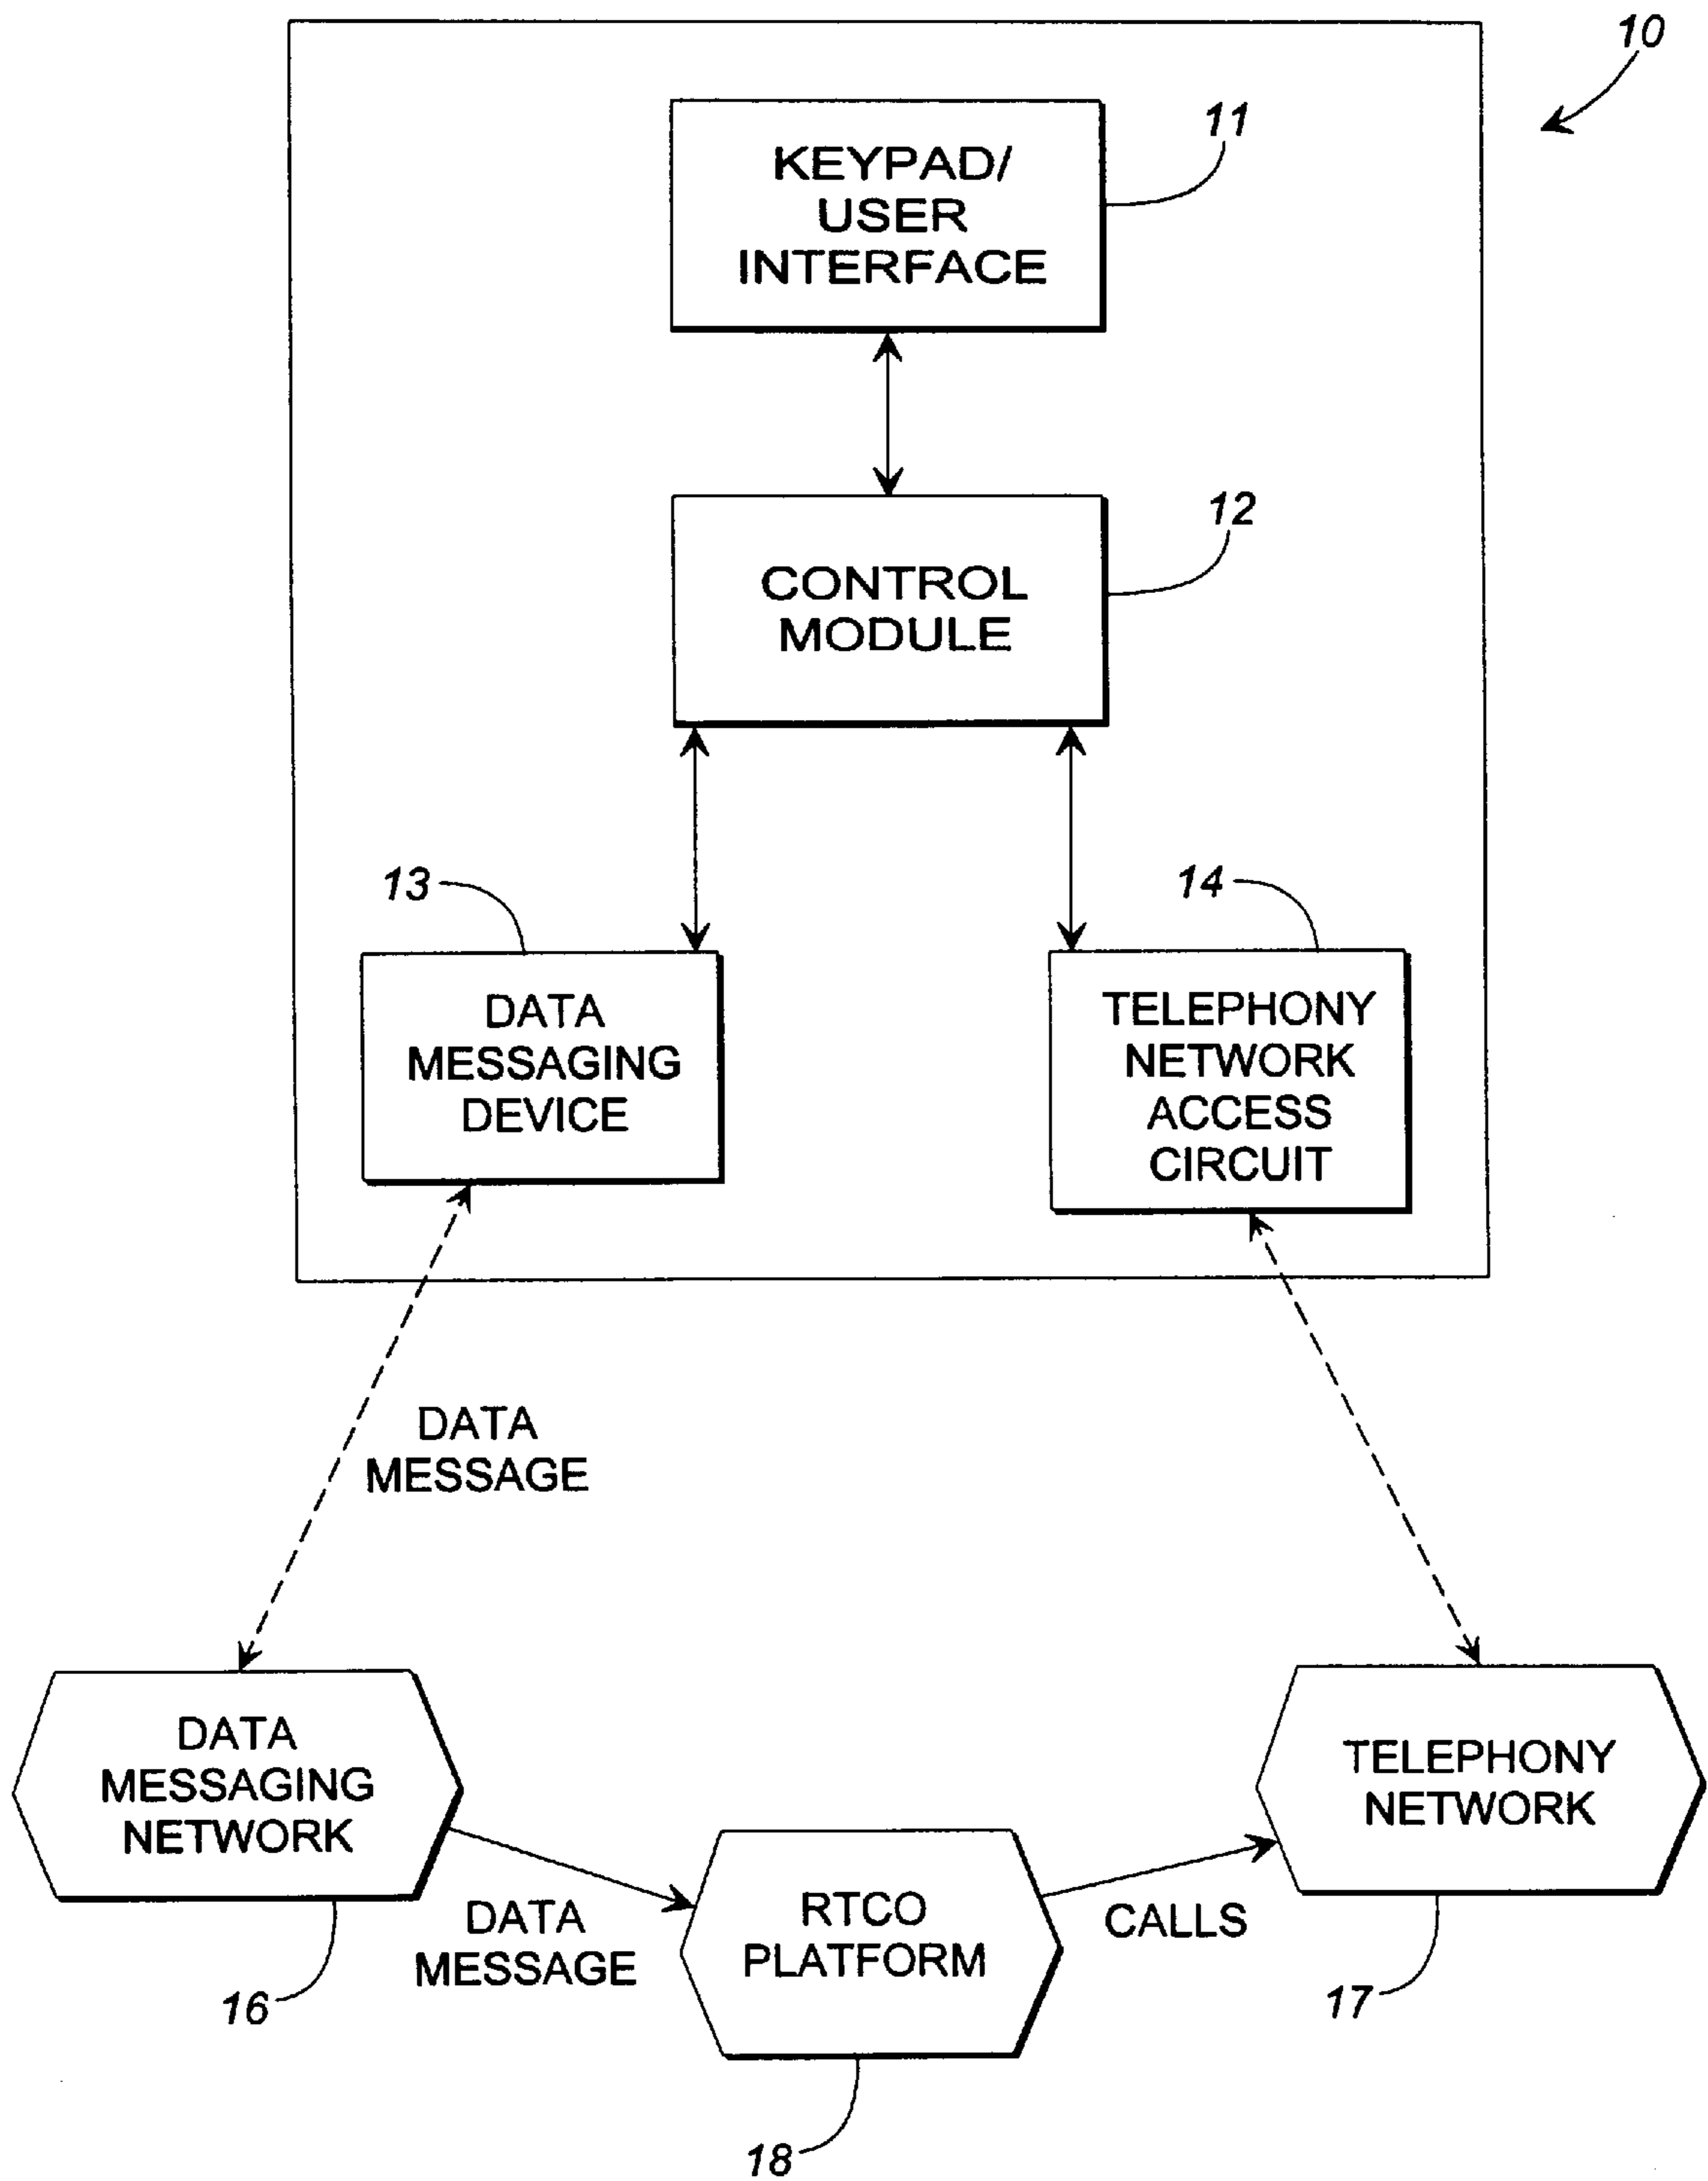 10
11
KEYPAD/
USER
INTERFACE
12
CONTROL
MODULE
13
14
DATA
MESSAGING
DEVICE
TELEPHONY
NETWORK
ACCESS
CIRCUIT
DATA
MESSAGE
DATA
MESSAGING
NETWORK
TELEPHONY
NETWORK
RTCO
PLATFORM
DATA
MESSAGE
CALLS
16
17
18